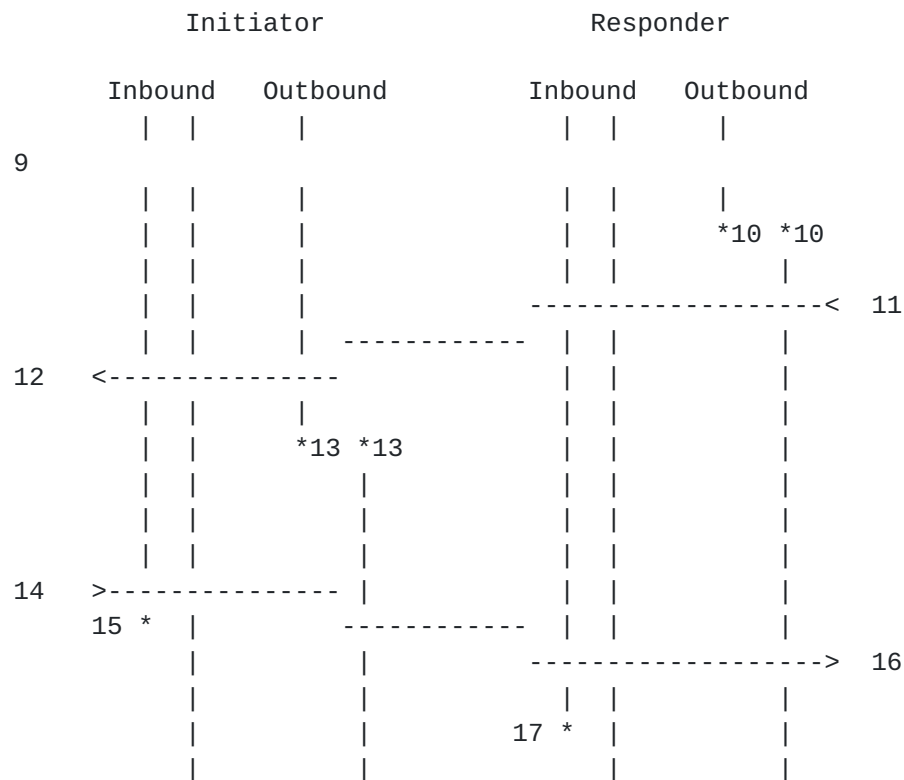 Initiator Responder
Inbound Outbound Inbound Outbound
| | | | | |
9
| | | | | |
| | | | | *10 *10
| | | | | |
| | | ------------------< 11
| | | ------------ | | |
12 <--------------- | | |
| | | | | |
| | *13 *13 | | |
| | | | | |
| | | | | |
| | | | | |
14 >--------------- | | | |
15 * | ------------ | | |
| | ------------------> 16
| | | | |
| | 17 * | |
| | | |